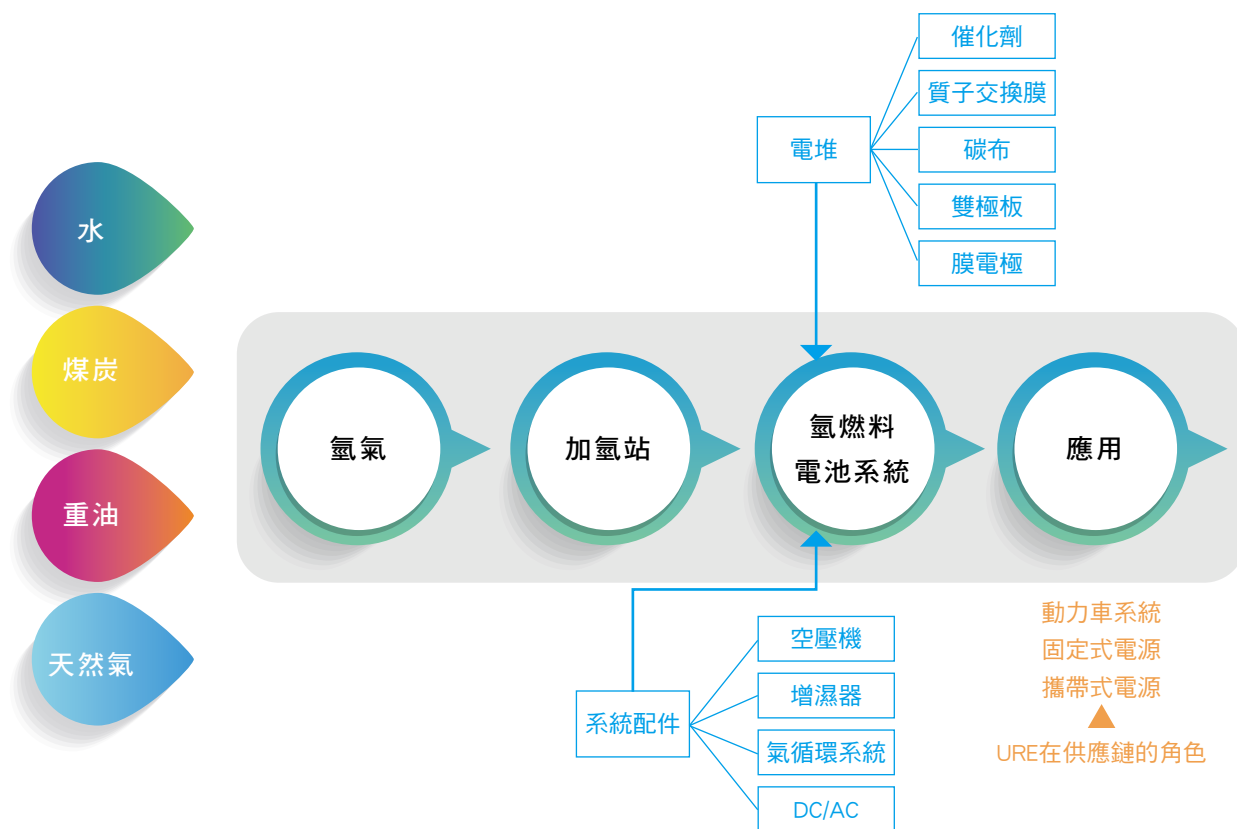 催化劑
質子交換膜
電堆
碳布
雙極板
膜電極
水
煤炭
重油
天然氣
氫氣
加氫站
氫燃料
電池系統
應用
空壓機
增濕器
系統配件
氣循環系統
DC/AC
動力車系統
固定式電源
攜帶式電源
URE在供應鏈的角色